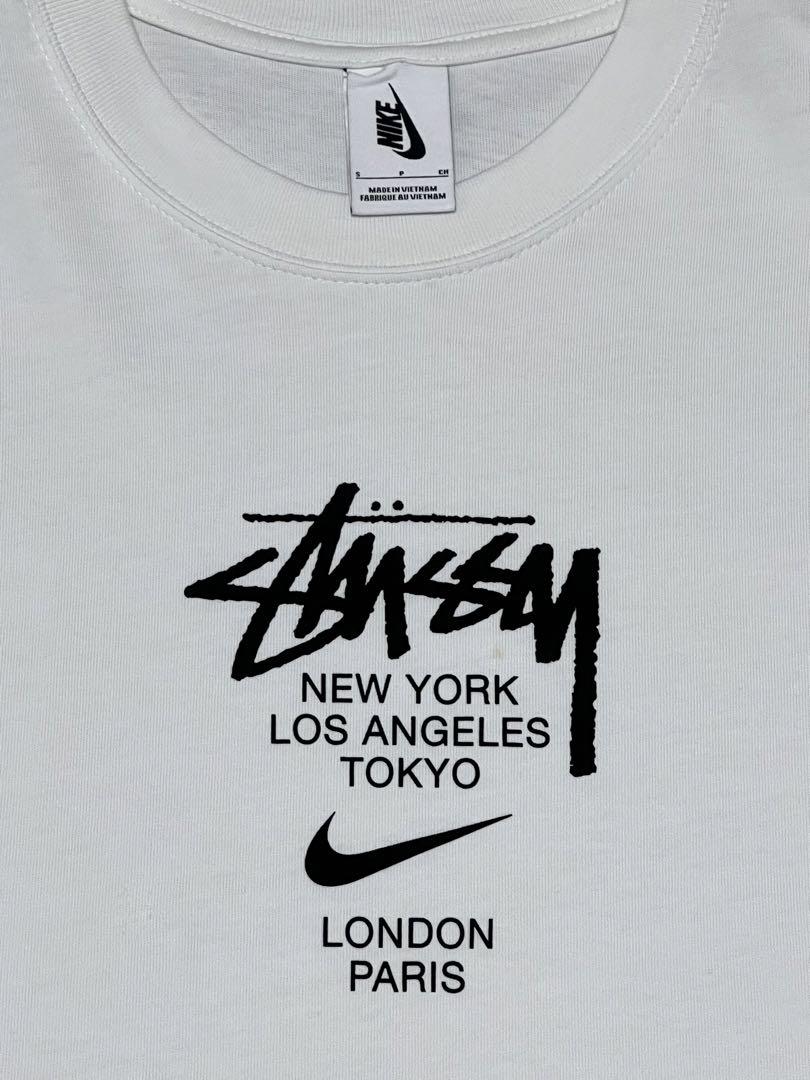 NIKE
S P CH
MADE IN VIETNAM
FABRIQUE AU VIETNAM
Stüssy
NEW YORK
LOS ANGELES
TOKYO
LONDON
PARIS